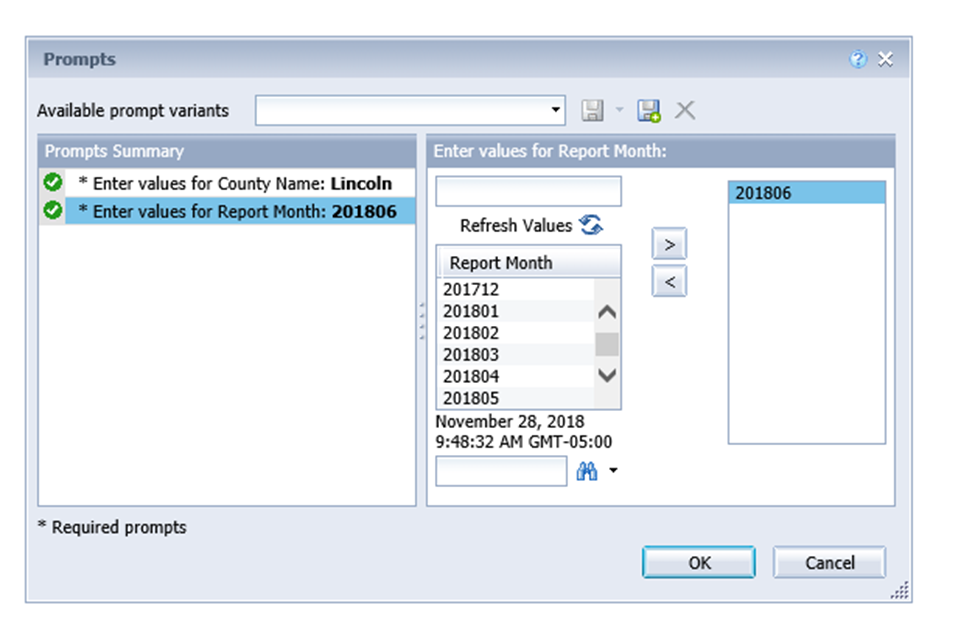 Prompts
Available prompt variants
Prompts Summary
* Enter values for County Name: Lincoln
* Enter values for Report Month: 201806
Enter values for Report Month:
Refresh Values
Report Month
201712
201801
201802
201803
201804
201805
November 28, 2018
9:48:32 AM GMT-05:00
>
<
201806
* Required prompts
OK
Cancel